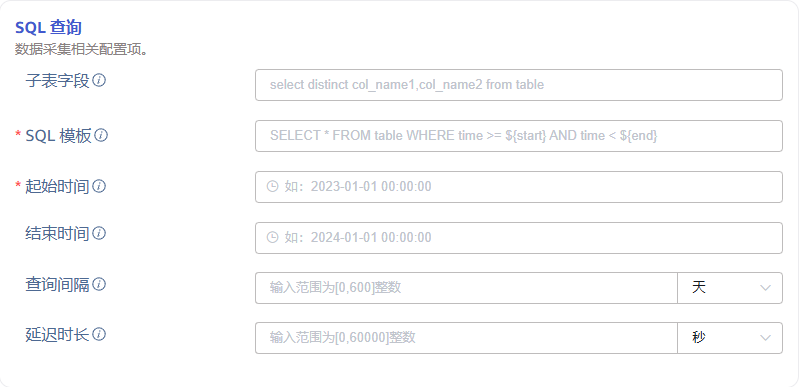 SQL 查询
数据采集相关配置项。
子表字段 select distinct col_name1,col_name2 from table
* SQL 模板 SELECT * FROM table WHERE time >= ${start} AND time < ${end}
* 起始时间 如：2023-01-01 00:00:00
结束时间 如：2024-01-01 00:00:00
查询间隔 输入范围为[0,600]整数 天
延迟时长 输入范围为[0,60000]整数 秒